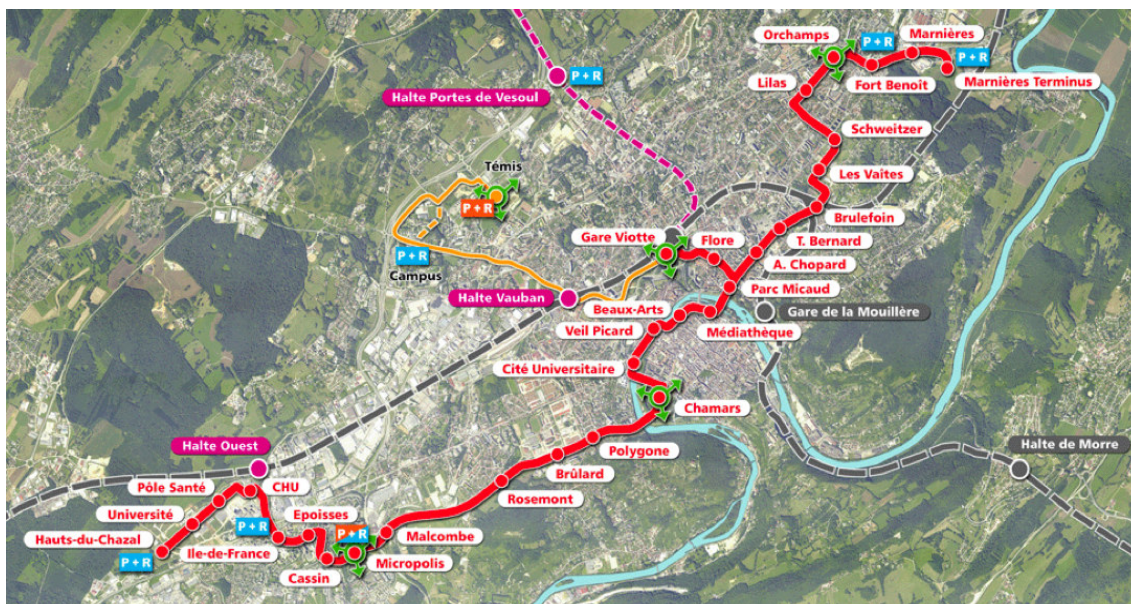 Orchamps
P + R
Marnières
P + R
Marnières Terminus
Fort Benoît
Lilas
P + R
Halte Portes de Vesoul
Schweitzer
Les Vaites
Témis
P + R
Brulefoin
Gare Viotte
Flore
T. Bernard
P + R
Campus
A. Chopard
Parc Micaud
Halte Vauban
Beaux-Arts
Gare de la Mouillère
Veil Picard
Médiathèque
Cité Universitaire
Chamars
Halte Ouest
Polygone
Halte de Morre
Brûlard
Pôle Santé
CHU
Rosemont
Université
Epoisses
P + R
P + R
Hauts-du-Chazal
Ile-de-France
Malcombe
P + R
Cassin
Micropolis